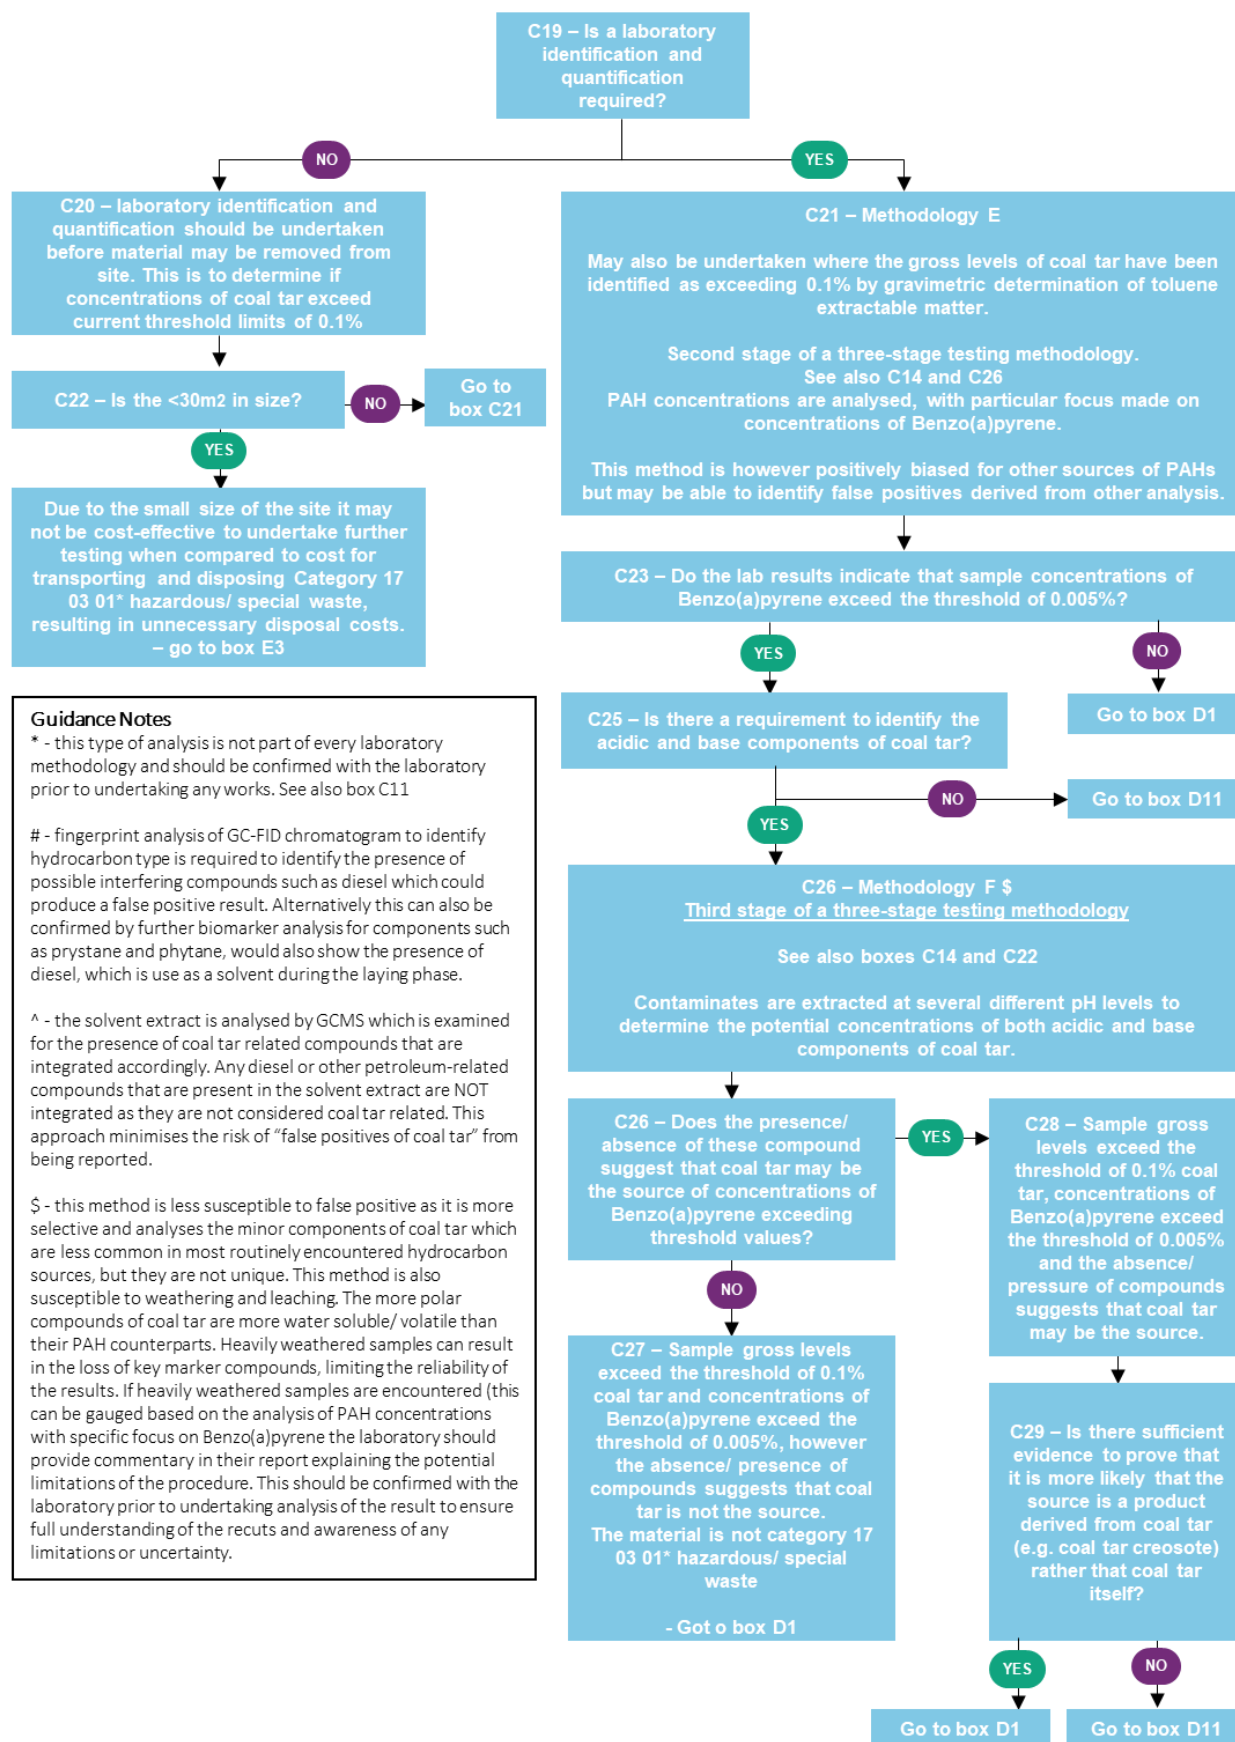 C19 – Is a laboratory
identification and
quantification
required?
NO
YES
C20 – laboratory identification and
quantification should be undertaken
before material may be removed from
site. This is to determine if
concentrations of coal tar exceed
current threshold limits of 0.1%
C22 – Is the <30m2 in size?
NO
Go to
box C21
YES
Due to the small size of the site it may
not be cost-effective to undertake further
testing when compared to cost for
transporting and disposing Category 17
03 01* hazardous/ special waste,
resulting in unnecessary disposal costs.
– go to box E3
C21 – Methodology E
May also be undertaken where the gross levels of coal tar have been
identified as exceeding 0.1% by gravimetric determination of toluene
extractable matter.
Second stage of a three-stage testing methodology.
See also C14 and C26
PAH concentrations are analysed, with particular focus made on
concentrations of Benzo(a)pyrene.
This method is however positively biased for other sources of PAHs
but may be able to identify false positives derived from other analysis.
C23 – Do the lab results indicate that sample concentrations of
Benzo(a)pyrene exceed the threshold of 0.005%?
YES
NO
C25 – Is there a requirement to identify the
acidic and base components of coal tar?
Go to box D1
NO
Go to box D11
YES
C26 – Methodology F $
Third stage of a three-stage testing methodology
See also boxes C14 and C22
Contaminates are extracted at several different pH levels to
determine the potential concentrations of both acidic and base
components of coal tar.
C26 – Does the presence/
absence of these compound
suggest that coal tar may be
the source of concentrations of
Benzo(a)pyrene exceeding
threshold values?
YES
C28 – Sample gross
levels exceed the
threshold of 0.1% coal
tar, concentrations of
Benzo(a)pyrene exceed
the threshold of 0.005%
and the absence/
pressure of compounds
suggests that coal tar
may be the source.
NO
C27 – Sample gross levels
exceed the threshold of 0.1%
coal tar and concentrations of
Benzo(a)pyrene exceed the
threshold of 0.005%, however
the absence/ presence of
compounds suggests that coal
tar is not the source.
The material is not category 17
03 01* hazardous/ special
waste
- Got o box D1
C29 – Is there sufficient
evidence to prove that
it is more likely that the
source is a product
derived from coal tar
(e.g. coal tar creosote)
rather that coal tar
itself?
YES
NO
Go to box D1
Go to box D11
Guidance Notes
* - this type of analysis is not part of every laboratory
methodology and should be confirmed with the laboratory
prior to undertaking any works. See also box C11
# - fingerprint analysis of GC-FID chromatogram to identify
hydrocarbon type is required to identify the presence of
possible interfering compounds such as diesel which could
produce a false positive result. Alternatively this can also be
confirmed by further biomarker analysis for components such
as prystane and phytane, would also show the presence of
diesel, which is use as a solvent during the laying phase.
^ - the solvent extract is analysed by GCMS which is examined
for the presence of coal tar related compounds that are
integrated accordingly. Any diesel or other petroleum-related
compounds that are present in the solvent extract are NOT
integrated as they are not considered coal tar related. This
approach minimises the risk of “false positives of coal tar” from
being reported.
$ - this method is less susceptible to false positive as it is more
selective and analyses the minor components of coal tar which
are less common in most routinely encountered hydrocarbon
sources, but they are not unique. This method is also
susceptible to weathering and leaching. The more polar
compounds of coal tar are more water soluble/ volatile than
their PAH counterparts. Heavily weathered samples can result
in the loss of key marker compounds, limiting the reliability of
the results. If heavily weathered samples are encountered (this
can be gauged based on the analysis of PAH concentrations
with specific focus on Benzo(a)pyrene the laboratory should
provide commentary in their report explaining the potential
limitations of the procedure. This should be confirmed with the
laboratory prior to undertaking analysis of the result to ensure
full understanding of the recuts and awareness of any
limitations or uncertainty.